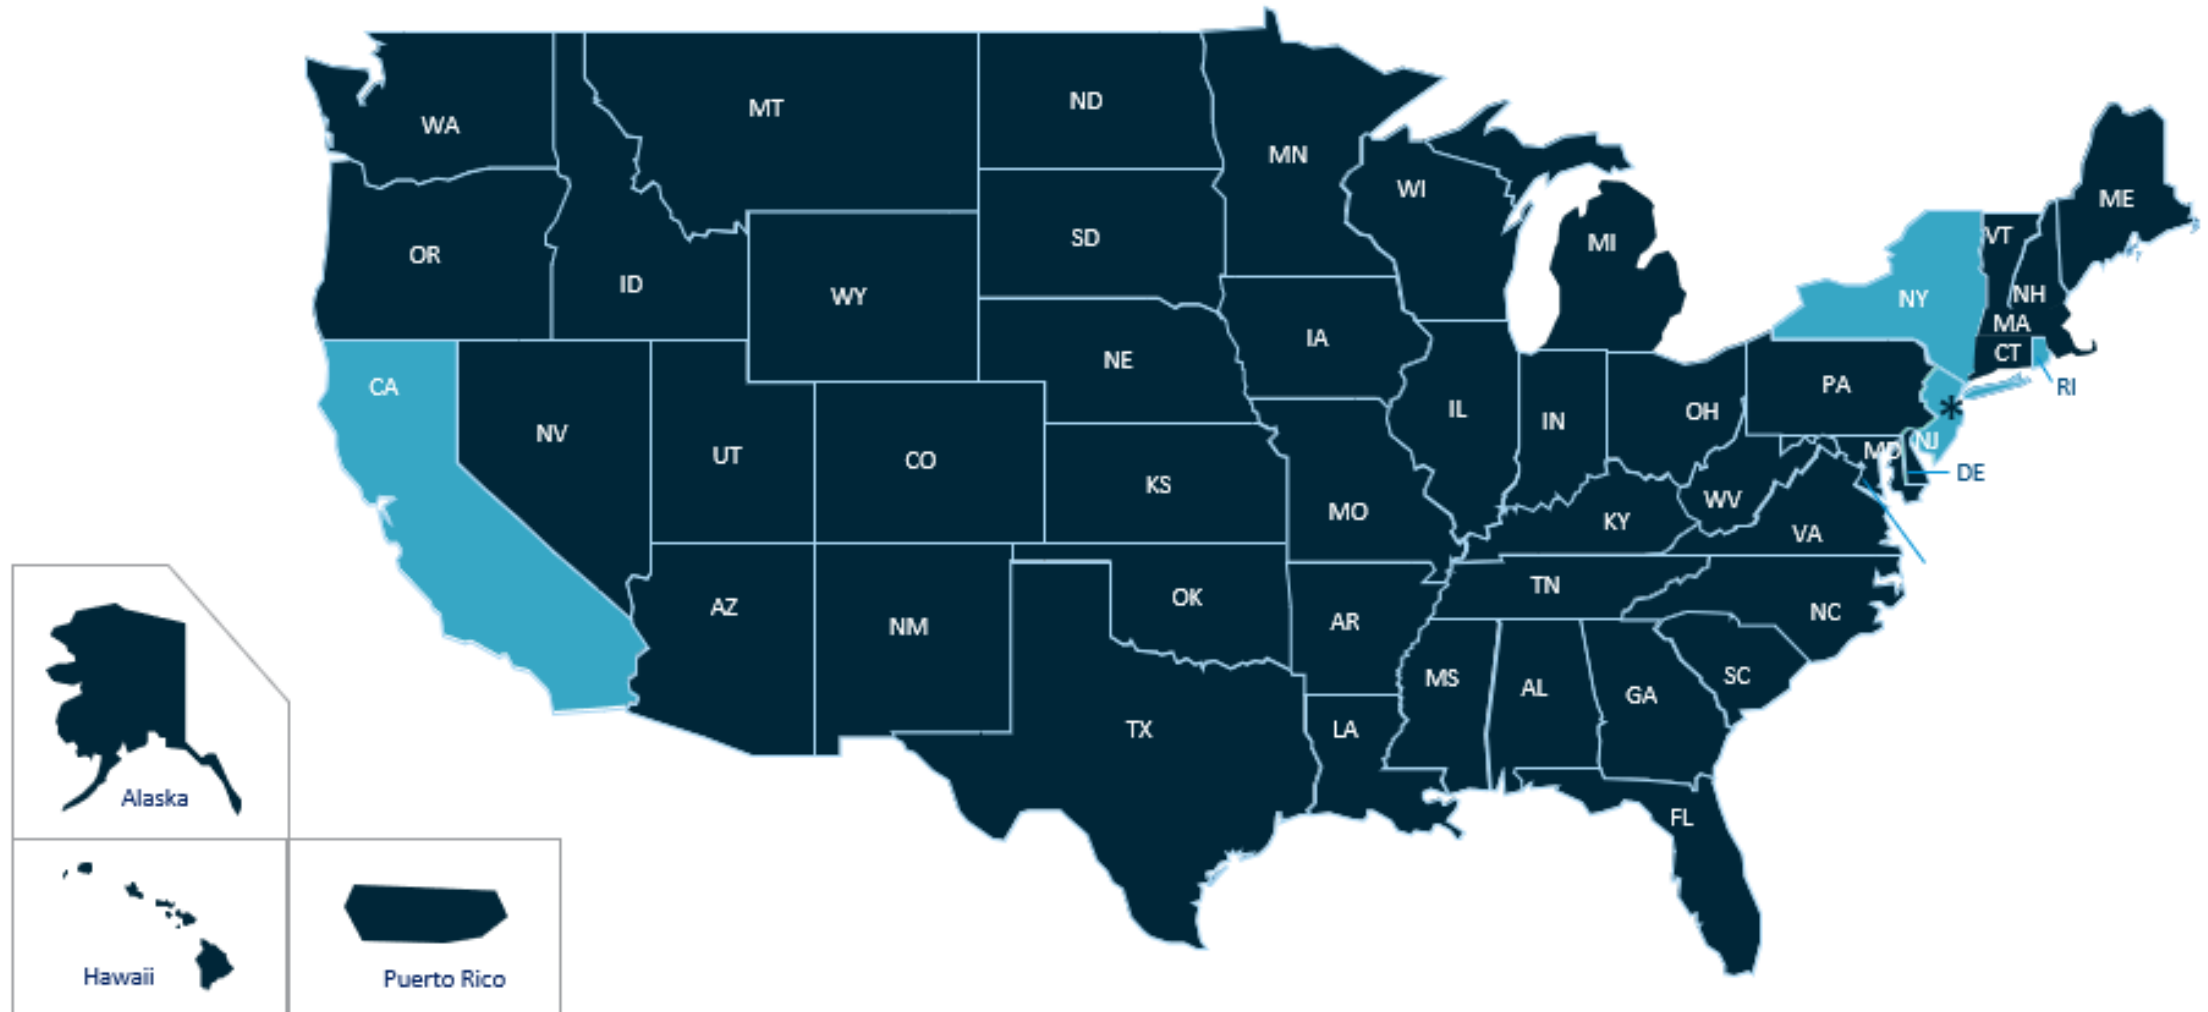 WA
MT
ND
MN
WI
MI
ME
VT
OR
ID
SD
WY
NY
NH
MA
IA
NE
CT
RI
CA
PA
NV
UT
CO
IL
IN
OH
*
NJ
MD
DE
KS
MO
KY
WV
VA
AZ
NM
OK
AR
TN
NC
TX
LA
MS
AL
GA
SC
FL
Alaska
Hawaii
Puerto Rico